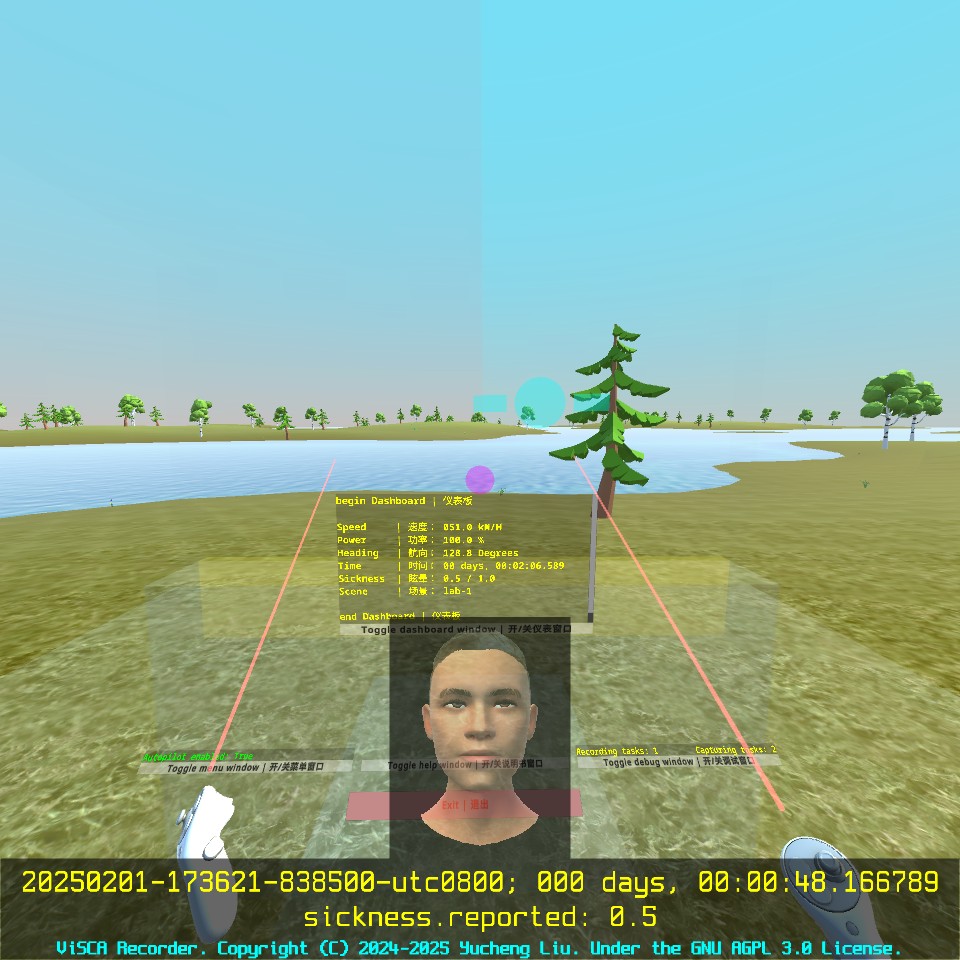 begin Dashboard | 仪表板
Speed | 速度： 051.0 kM/H
Power | 功率： 100.0 %
Heading | 航向： 128.8 Degrees
Time | 时间： 00 days, 00:02:06.589
Sickness | 眩晕： 0.5 / 1.0
Scene | 场景： lab-1
end Dashboard | 仪表板
Toggle dashboard window | 开/关仪表窗口
Autopilot enabled: True
Recording tasks: 1 Capturing tasks: 2
Toggle menu window | 开/关菜单窗口
Toggle help window | 开/关说明书窗口
Toggle debug window | 开/关调试窗口
Exit | 退出
20250201-173621-838500-utc0800; 000 days, 00:00:48.166789
sickness.reported: 0.5
ViSCA Recorder. Copyright (C) 2024-2025 Yucheng Liu. Under the GNU AGPL 3.0 License.